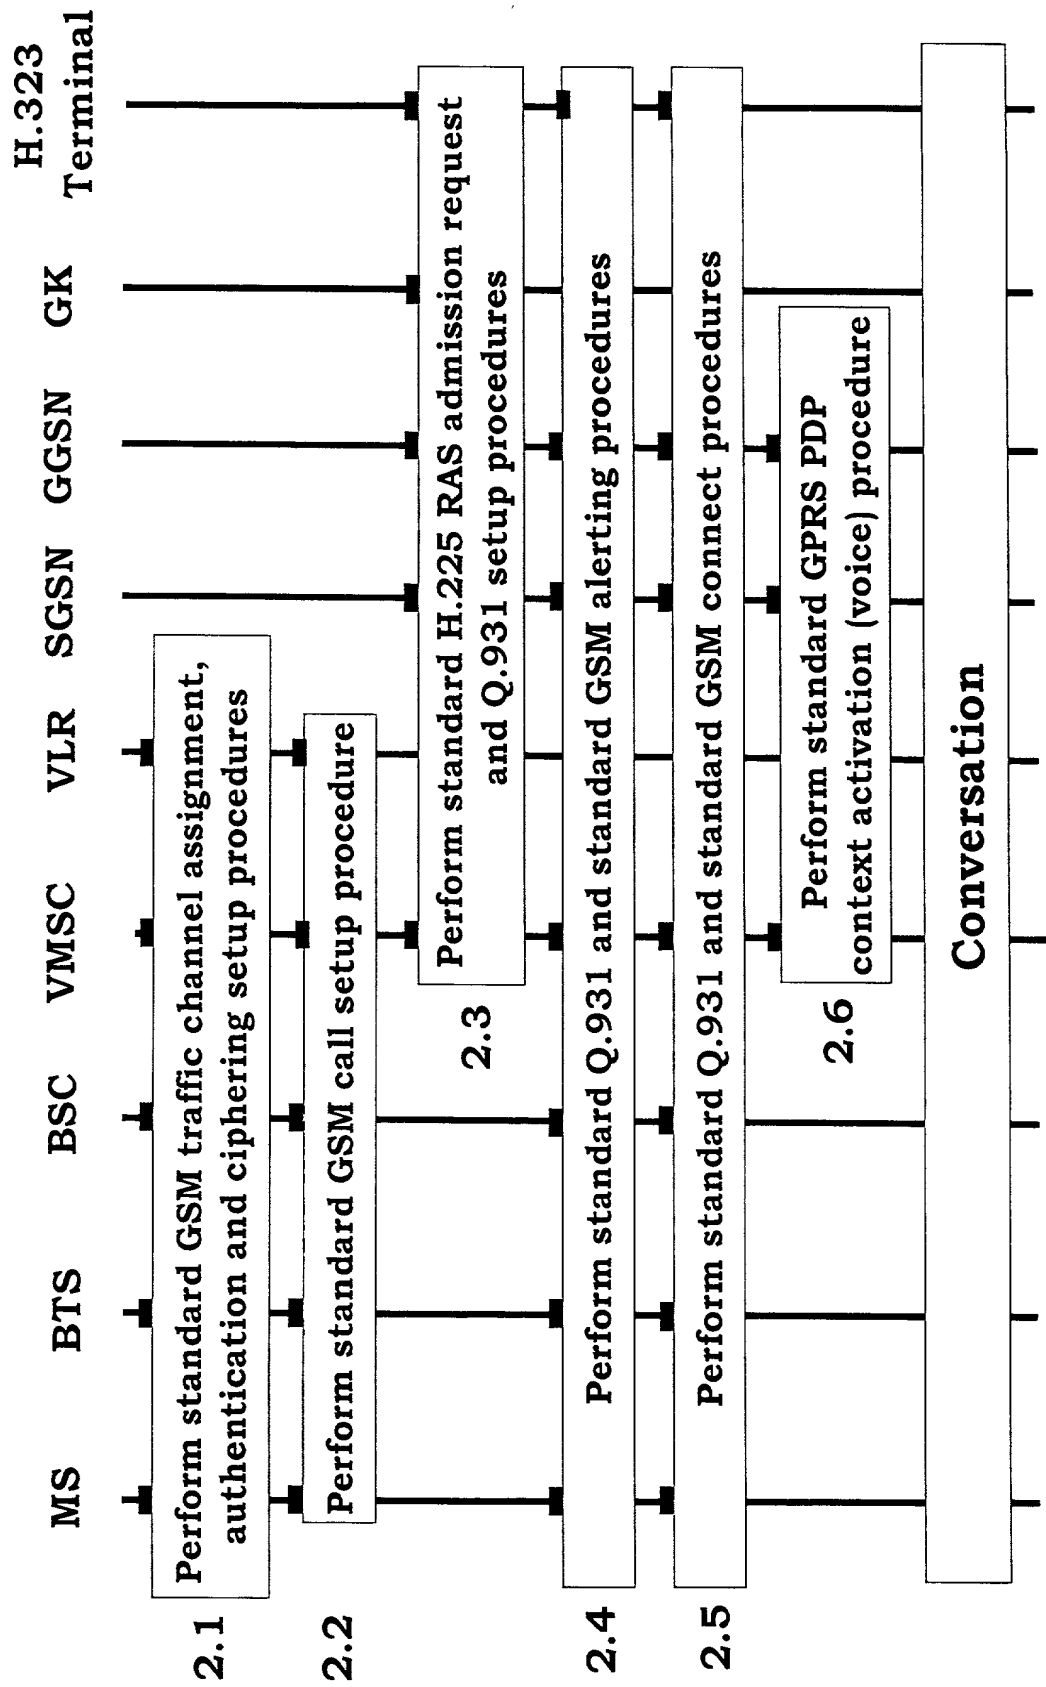 MS BTS BSC VMSC VLR SGSN GGSN GK H.323
Terminal
2.1 Perform standard GSM traffic channel assignment,
authentication and ciphering setup procedures
2.2 Perform standard GSM call setup procedure
2.3 Perform standard H.225 RAS admission request
and Q.931 setup procedures
2.4 Perform standard Q.931 and standard GSM alerting procedures
2.5 Perform standard Q.931 and standard GSM connect procedures
2.6 Perform standard GPRS PDP
context activation (voice) procedure
Conversation